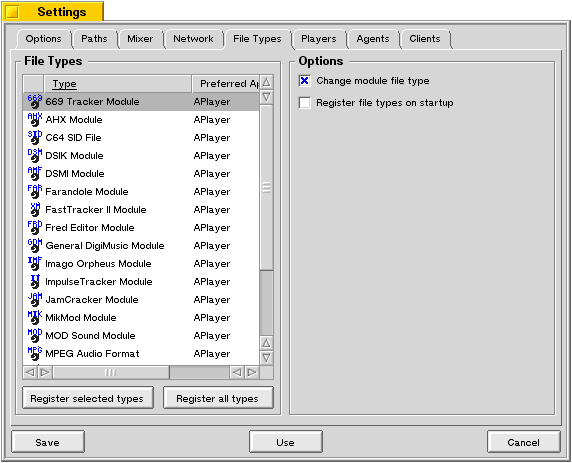 Settings
Options Paths Mixer Network File Types Players Agents Clients
File Types
Type Preferred Ap
669 669 Tracker Module APlayer
AHX AHX Module APlayer
SID C64 SID File APlayer
DSM DSIK Module APlayer
AMF DSMI Module APlayer
FAR Farandole Module APlayer
XM FastTracker II Module APlayer
FRD Fred Editor Module APlayer
GDM General DigiMusic Module APlayer
IMF Imago Orpheus Module APlayer
IT ImpulseTracker Module APlayer
JAM JamCracker Module APlayer
MIK MikMod Module APlayer
MOD MOD Sound Module APlayer
MPG MPEG Audio Format APlayer
Register selected types Register all types
Options
Change module file type
Register file types on startup
Save Use Cancel